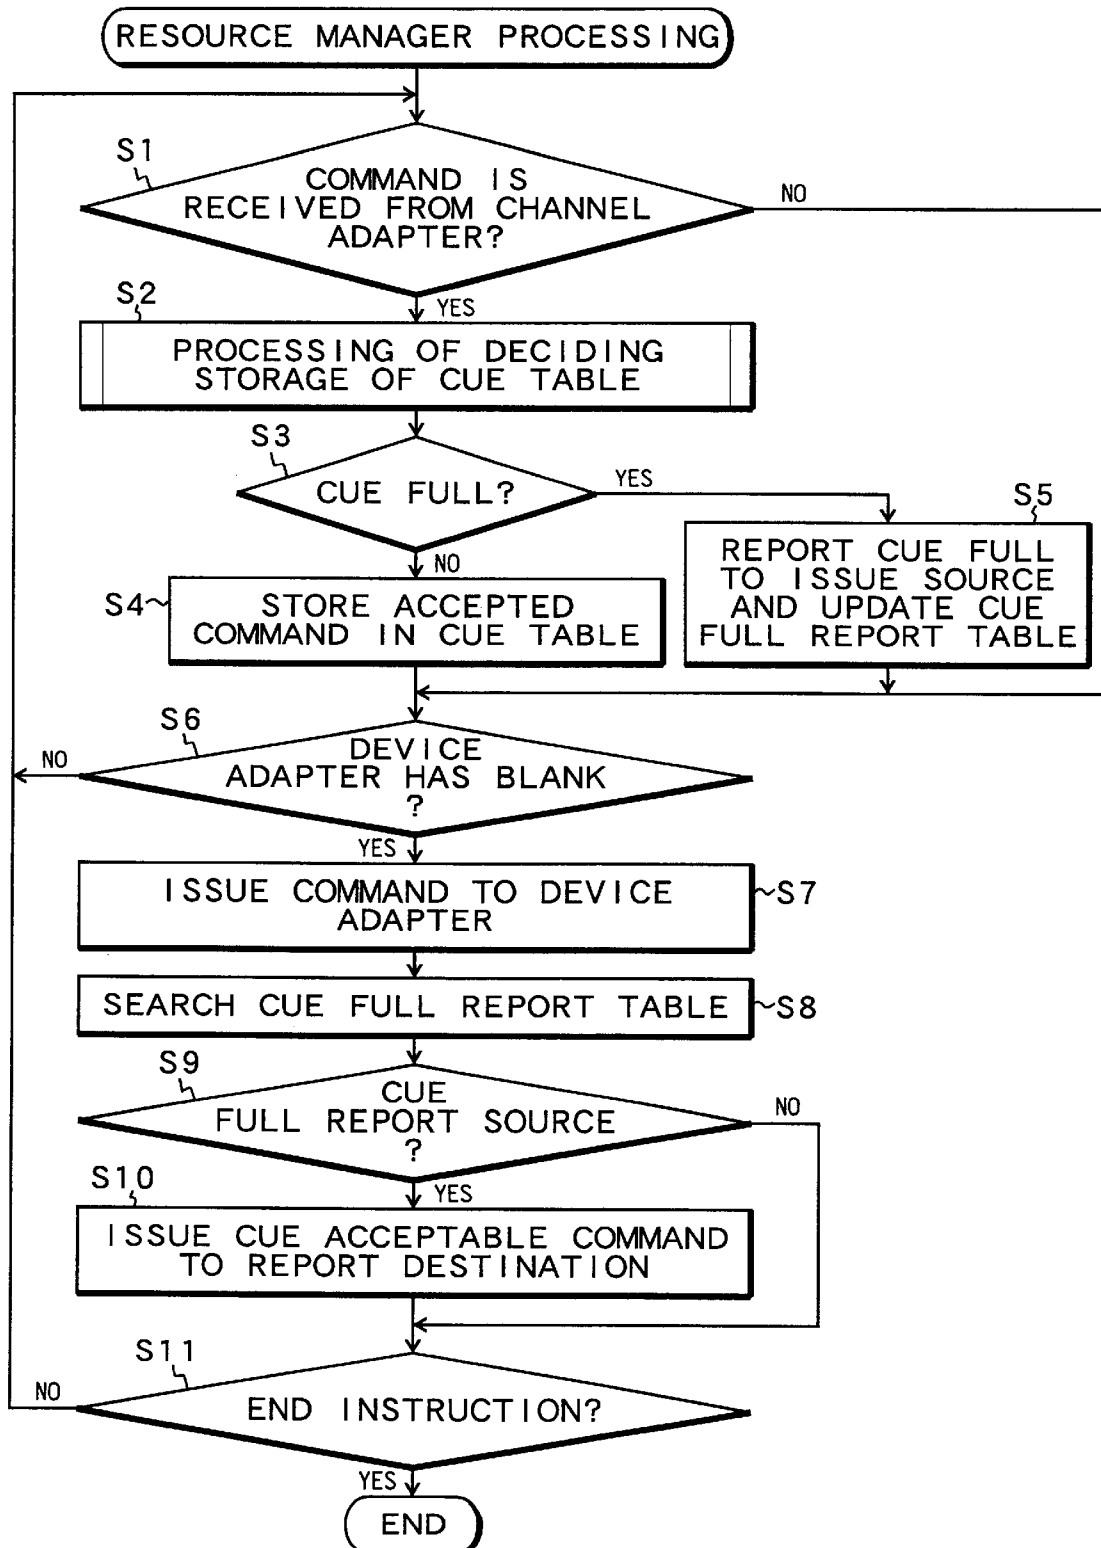 RESOURCE MANAGER PROCESSING
S1
COMMAND IS
RECEIVED FROM CHANNEL
ADAPTER?
NO
YES
S2
PROCESSING OF DECIDING
STORAGE OF CUE TABLE
S3
CUE FULL?
YES
NO
S5
REPORT CUE FULL
TO ISSUE SOURCE
AND UPDATE CUE
FULL REPORT TABLE
S4
STORE ACCEPTED
COMMAND IN CUE TABLE
S6
NO
DEVICE
ADAPTER HAS BLANK
?
YES
ISSUE COMMAND TO DEVICE
ADAPTER
S7
SEARCH CUE FULL REPORT TABLE
S8
S9
CUE
FULL REPORT SOURCE
?
NO
YES
S10
ISSUE CUE ACCEPTABLE COMMAND
TO REPORT DESTINATION
S11
NO
END INSTRUCTION?
YES
END